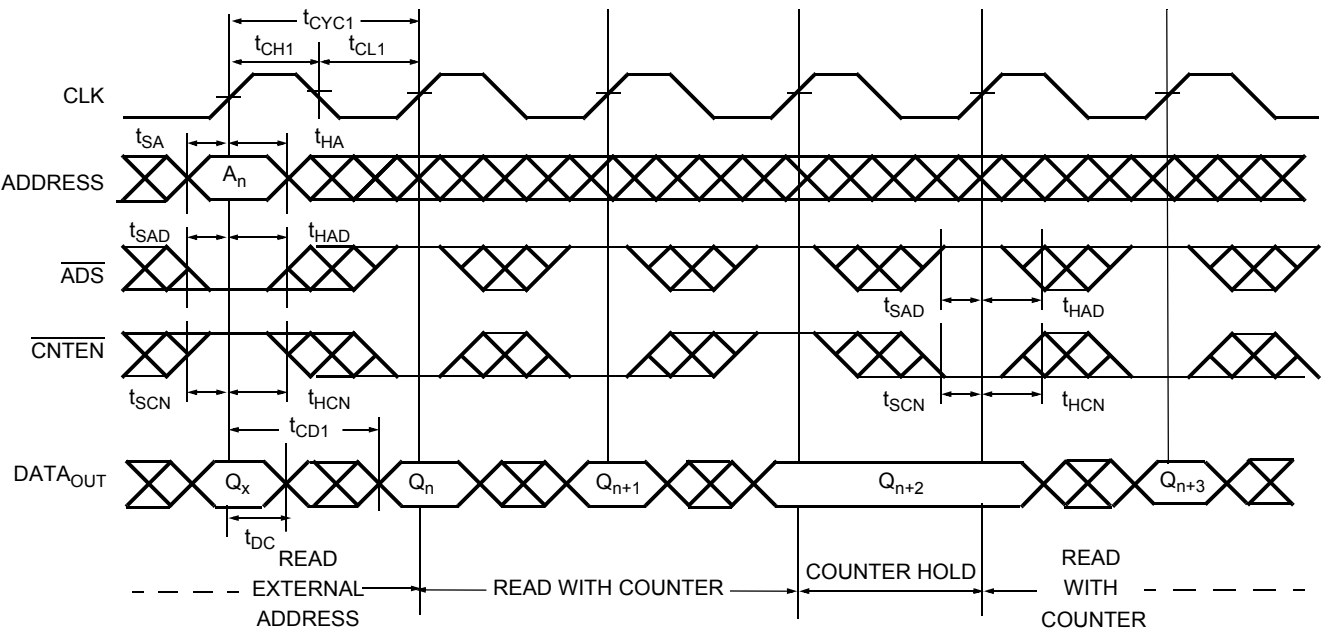 tCYC1
tCH1 tCL1
CLK
tSA tHA
ADDRESS An
tSAD tHAD
ADS
tSAD tHAD
CNTEN
tSCN tHCN tSCN tHCN
tCD1
DATAOUT Qx Qn Qn+1 Qn+2 Qn+3
tDC
READ
EXTERNAL
ADDRESS
READ WITH COUNTER
COUNTER HOLD
READ
WITH
COUNTER